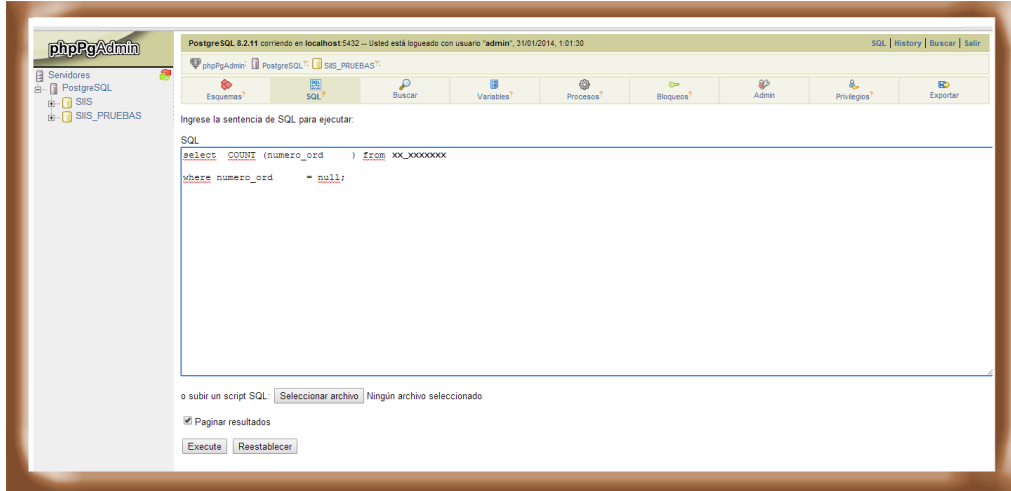 phpPgAdmin
PostgreSQL 8.2.11 corriendo en localhost:5432 -- Usted está logueado con usuario "admin", 31/01/2014, 1:01:30
SQL | History | Buscar | Salir
phpPgAdmin: PostgreSQL?: SIIS_PRUEBAS?:
Servidores
PostgreSQL
SIIS
SIIS_PRUEBAS
Esquemas? SQL? Buscar Variables? Procesos? Bloqueos? Admin Privilegios? Exportar
Ingrese la sentencia de SQL para ejecutar:
SQL
select COUNT (numero_ord ) from XX_XXXXXXX
where numero_ord = null;
o subir un script SQL: Seleccionar archivo Ningún archivo seleccionado
Paginar resultados
Execute Reestablecer